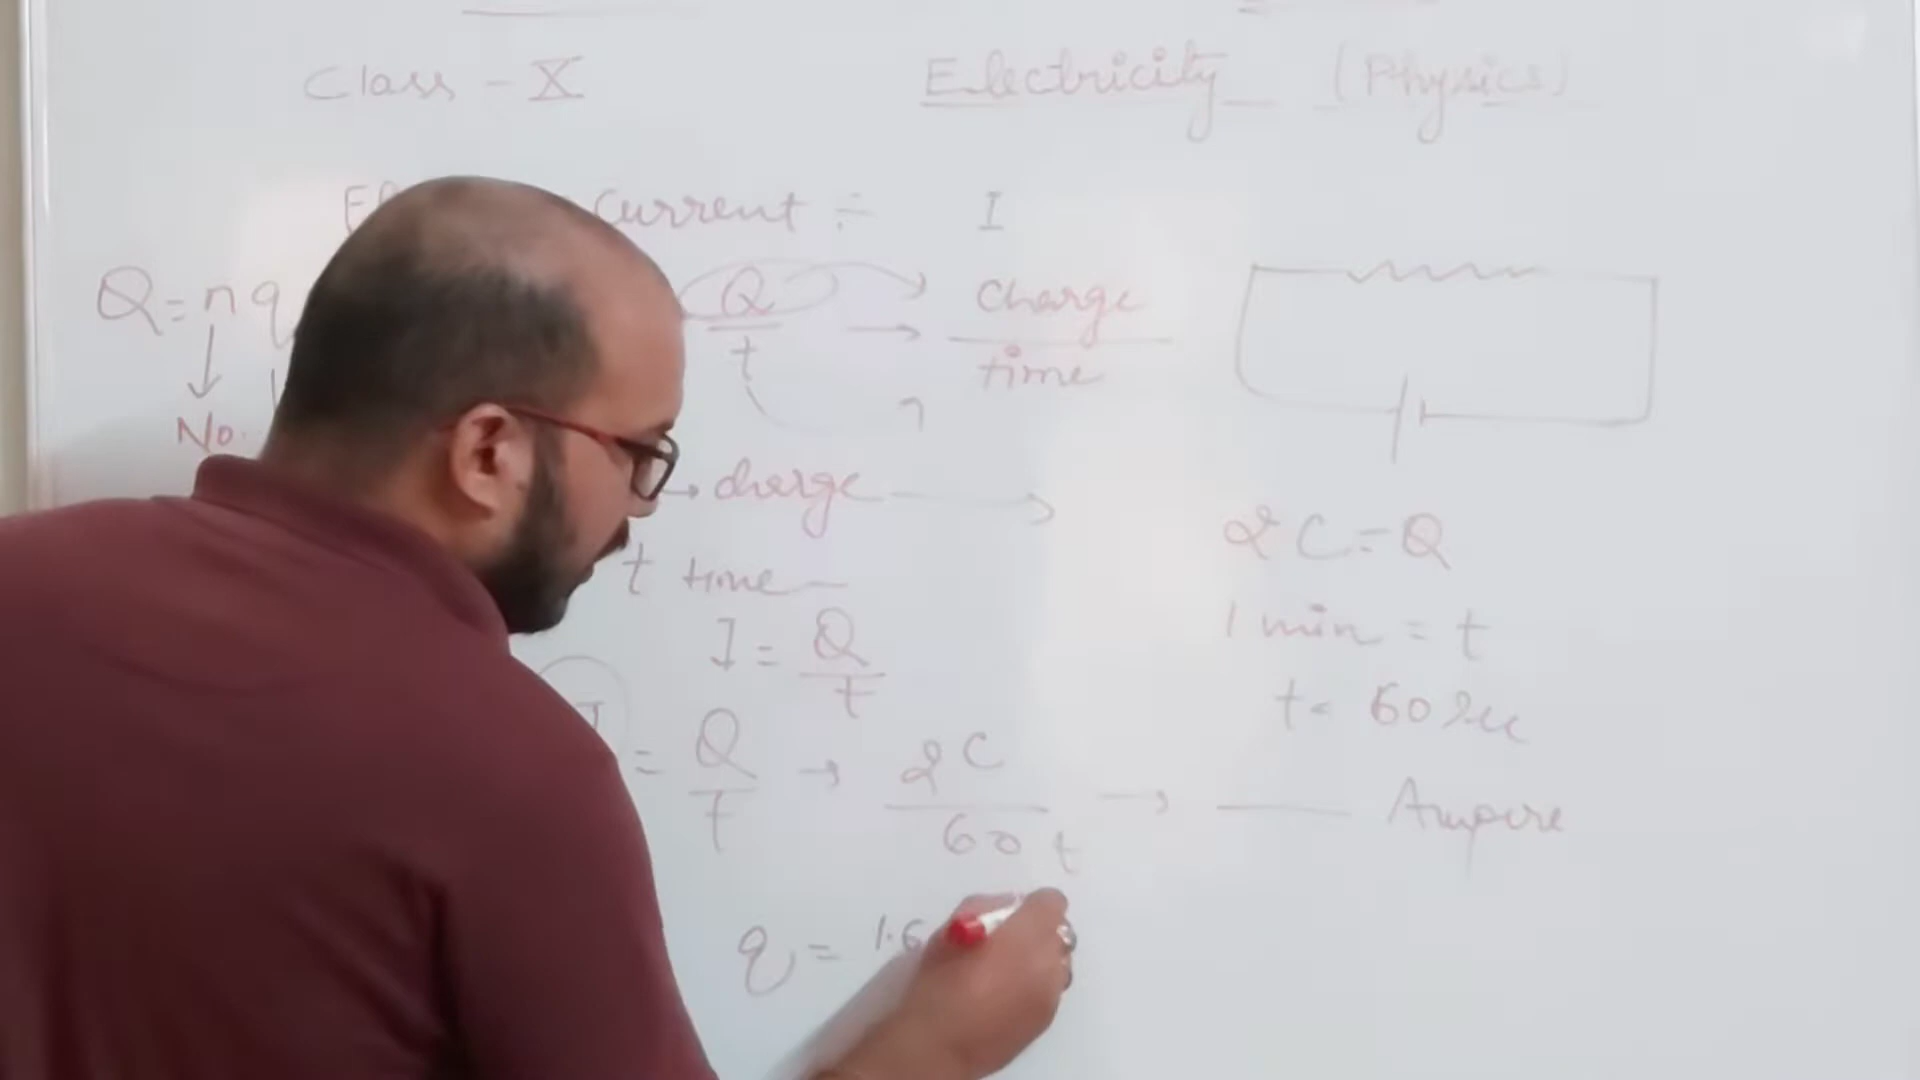 Class - X
Electricity (Physics)
Current ÷ I
Q = nq
No.
Q
t
→ Charge
time
→ charge
t time
I = Q
t
= Q → 2C → Ampere
t 60 t
2C = Q
1 min = t
t = 60 sec
q = 1.6